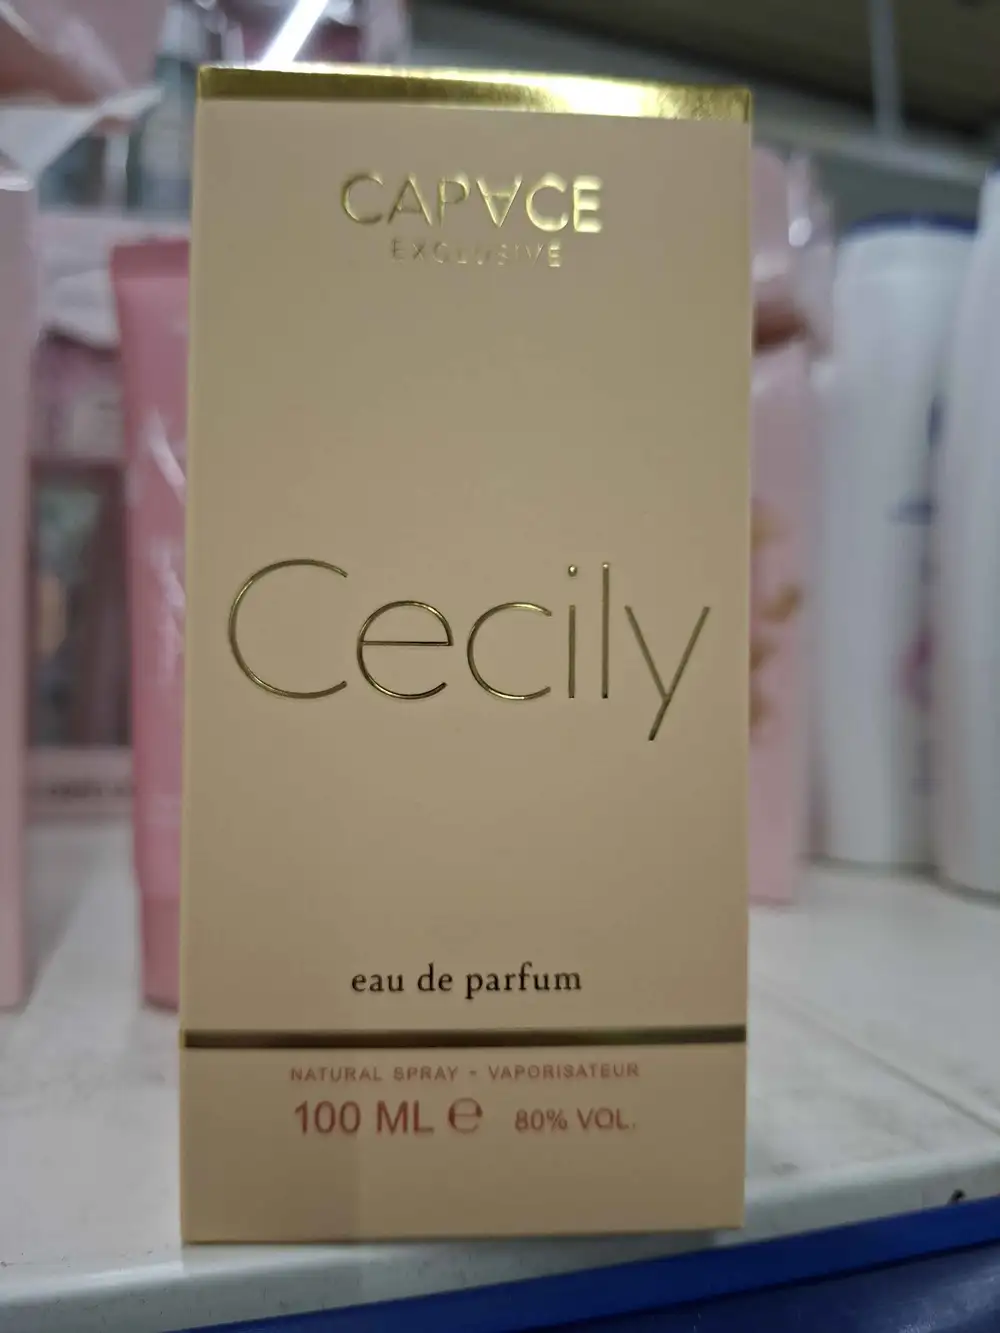 CAPACE
EXCLUSIVE
Cecily
eau de parfum
NATURAL SPRAY - VAPORISATEUR
100 ML ℮ 80% VOL.